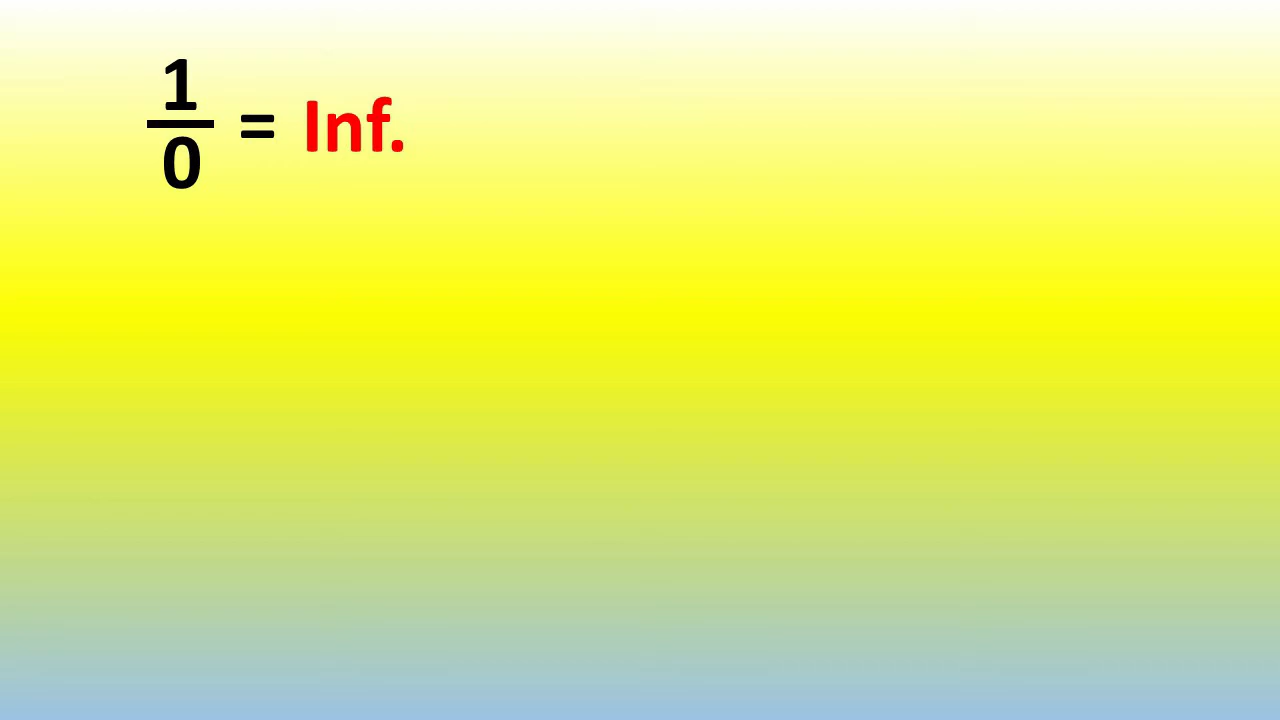 1
0 = Inf.